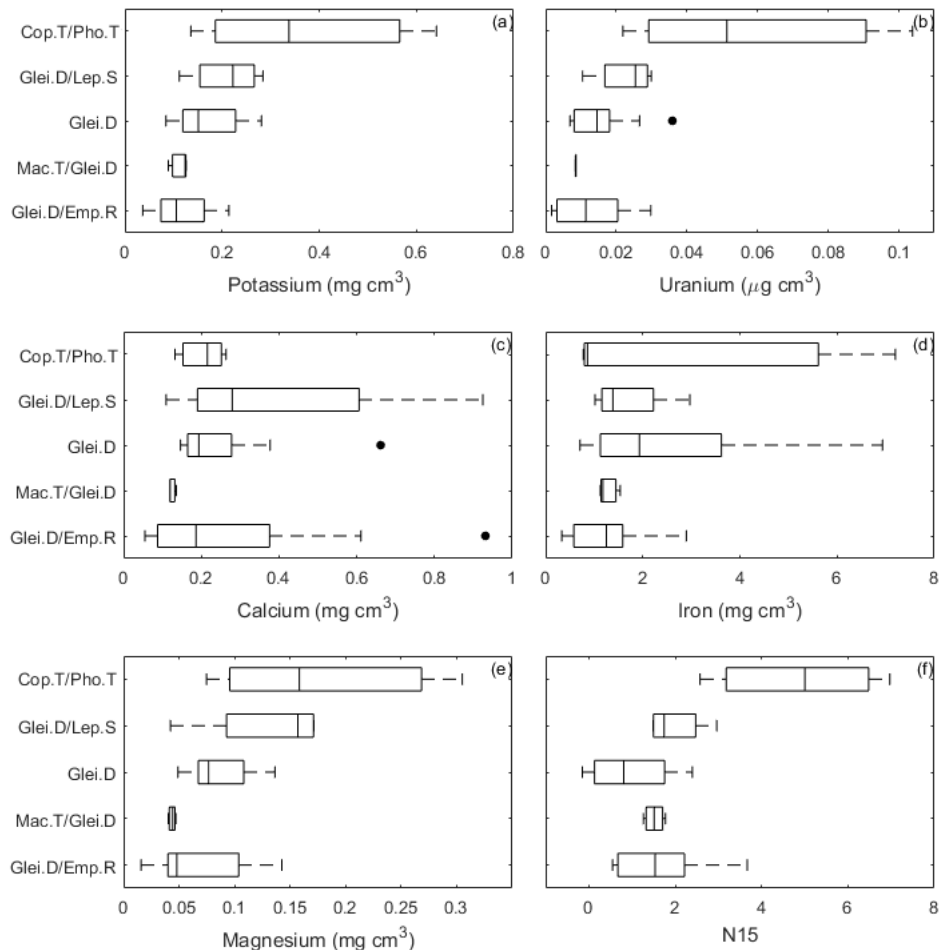 (a)
Cop.T/Pho.T
Glei.D/Lep.S
Glei.D
Mac.T/Glei.D
Glei.D/Emp.R
0 0.2 0.4 0.6 0.8
Potassium (mg cm³)
(b)
0 0.02 0.04 0.06 0.08 0.1
Uranium (μg cm³)
(c)
Cop.T/Pho.T
Glei.D/Lep.S
Glei.D
Mac.T/Glei.D
Glei.D/Emp.R
0 0.2 0.4 0.6 0.8 1
Calcium (mg cm³)
(d)
0 2 4 6 8
Iron (mg cm³)
(e)
Cop.T/Pho.T
Glei.D/Lep.S
Glei.D
Mac.T/Glei.D
Glei.D/Emp.R
0 0.05 0.1 0.15 0.2 0.25 0.3
Magnesium (mg cm³)
(f)
0 2 4 6 8
N15